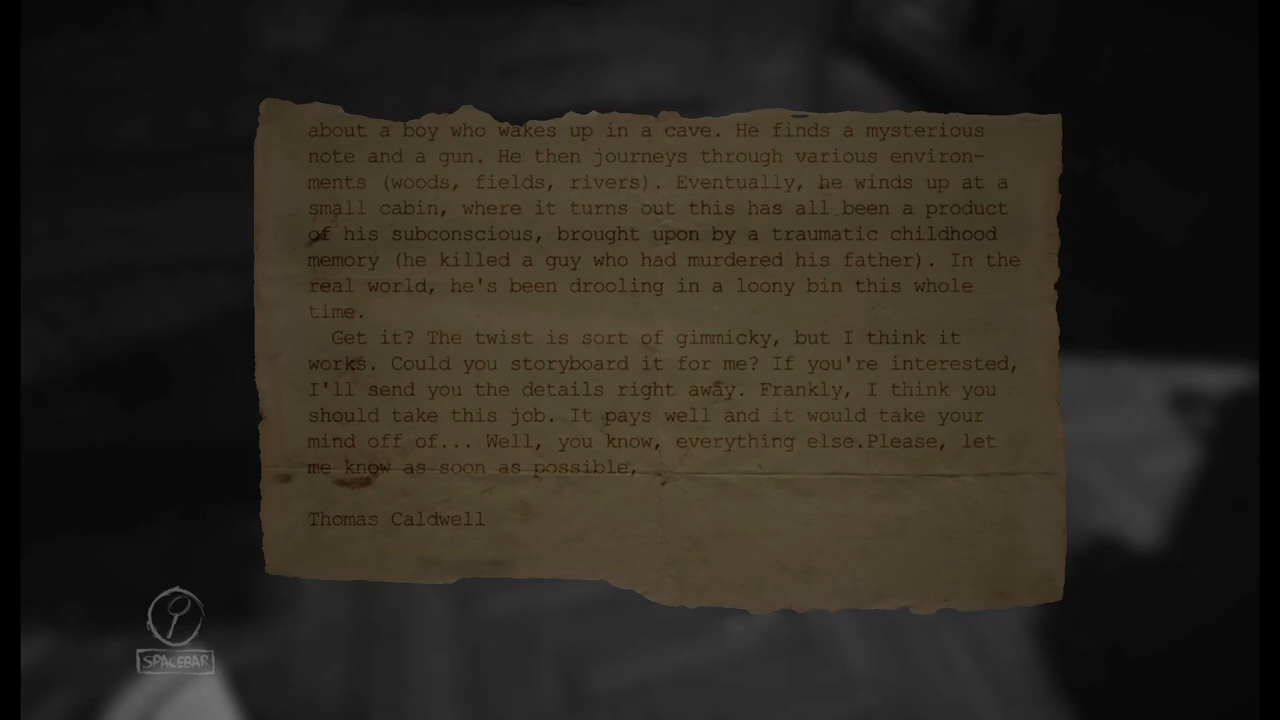 about a boy who wakes up in a cave. He finds a mysterious
note and a gun. He then journeys through various environ-
ments (woods, fields, rivers). Eventually, he winds up at a
small cabin, where it turns out this has all been a product
of his subconscious, brought upon by a traumatic childhood
memory (he killed a guy who had murdered his father). In the
real world, he's been drooling in a loony bin this whole
time.
Get it? The twist is sort of gimmicky, but I think it
works. Could you storyboard it for me? If you're interested,
I'll send you the details right away. Frankly, I think you
should take this job. It pays well and it would take your
mind off of... Well, you know, everything else.Please, let
me know as soon as possible,
Thomas Caldwell
SPACEBAR